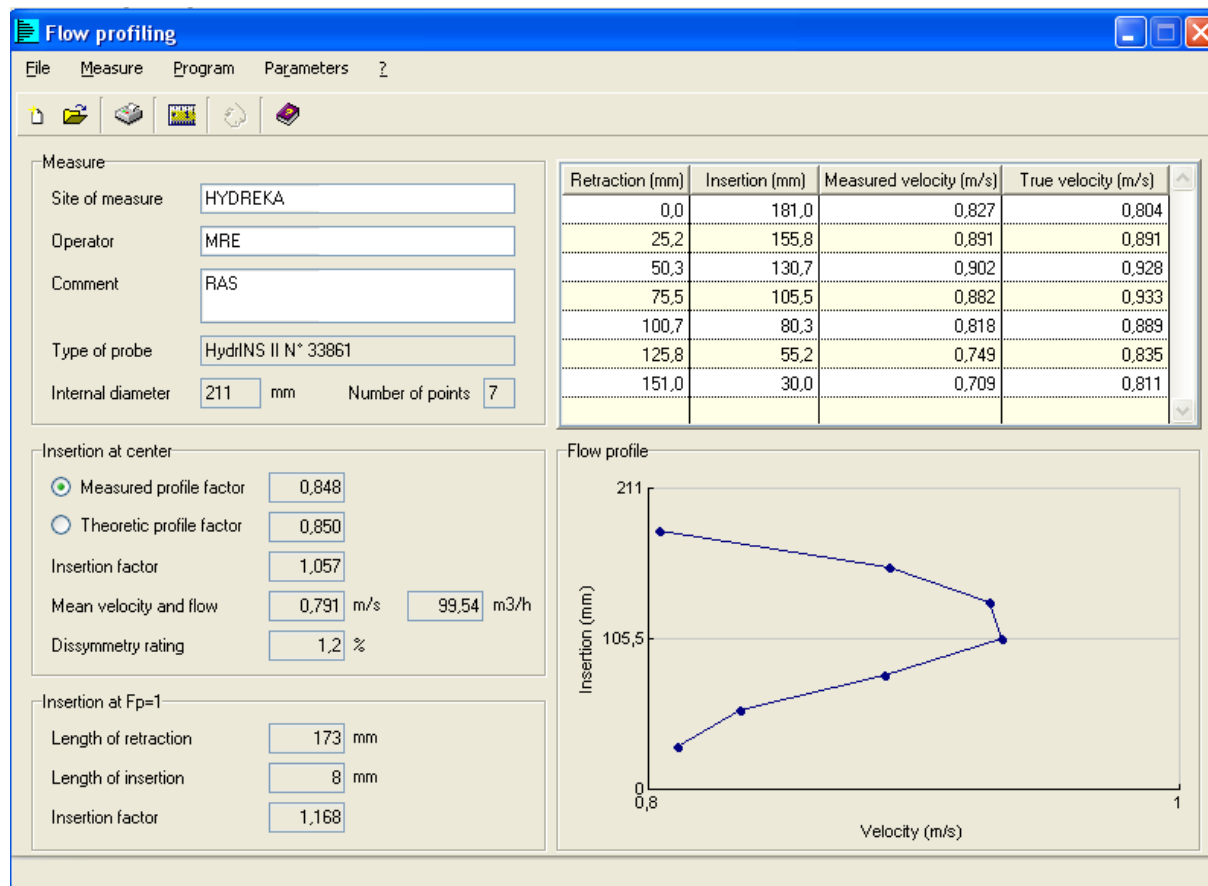 Flow profiling
File Measure Program Parameters ?
Measure
Site of measure HYDREKA
Operator MRE
Comment RAS
Type of probe HydrINS II N° 33861
Internal diameter 211 mm Number of points 7
Retraction (mm) Insertion (mm) Measured velocity (m/s) True velocity (m/s)
0,0 181,0 0,827 0,804
25,2 155,8 0,891 0,891
50,3 130,7 0,902 0,928
75,5 105,5 0,882 0,933
100,7 80,3 0,818 0,889
125,8 55,2 0,749 0,835
151,0 30,0 0,709 0,811
Insertion at center
Measured profile factor 0,848
Theoretic profile factor 0,850
Insertion factor 1,057
Mean velocity and flow 0,791 m/s 99,54 m3/h
Dissymmetry rating 1,2 %
Insertion at Fp=1
Length of retraction 173 mm
Length of insertion 8 mm
Insertion factor 1,168
Flow profile
211
105,5
0
Insertion (mm)
0,8 1
Velocity (m/s)